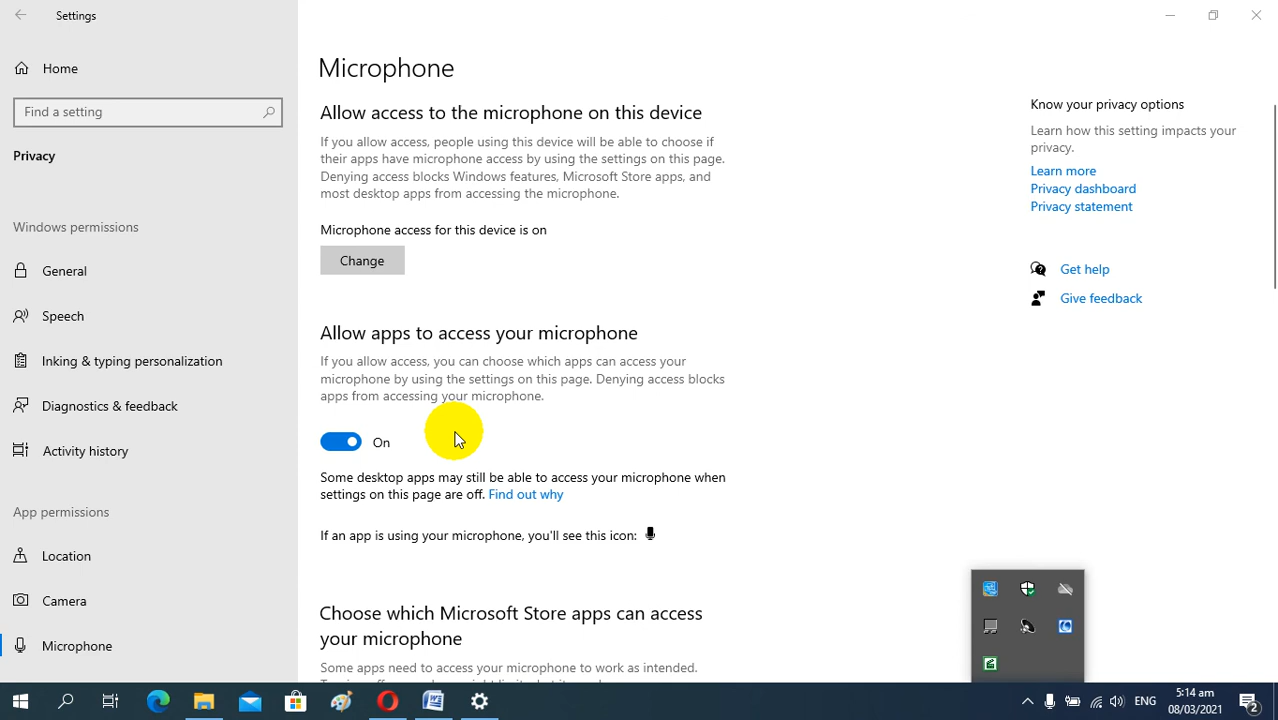 Settings
Home
Find a setting
Privacy
Windows permissions
General
Speech
Inking & typing personalization
Diagnostics & feedback
Activity history
App permissions
Location
Camera
Microphone
Microphone
Allow access to the microphone on this device
If you allow access, people using this device will be able to choose if
their apps have microphone access by using the settings on this page.
Denying access blocks Windows features, Microsoft Store apps, and
most desktop apps from accessing the microphone.
Microphone access for this device is on
Change
Allow apps to access your microphone
If you allow access, you can choose which apps can access your
microphone by using the settings on this page. Denying access blocks
apps from accessing your microphone.
On
Some desktop apps may still be able to access your microphone when
settings on this page are off. Find out why
If an app is using your microphone, you'll see this icon:
Choose which Microsoft Store apps can access
your microphone
Some apps need to access your microphone to work as intended.
Know your privacy options
Learn how this setting impacts your
privacy.
Learn more
Privacy dashboard
Privacy statement
Get help
Give feedback
ENG
5:14 am
08/03/2021
2